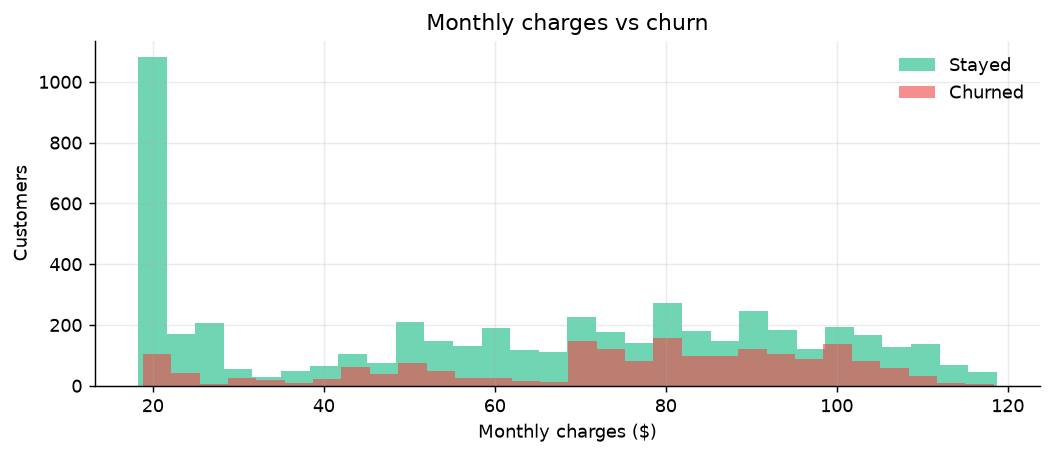 Monthly charges vs churn
Stayed
Churned
1000
800
600
400
200
0
Customers
20 40 60 80 100 120
Monthly charges ($)